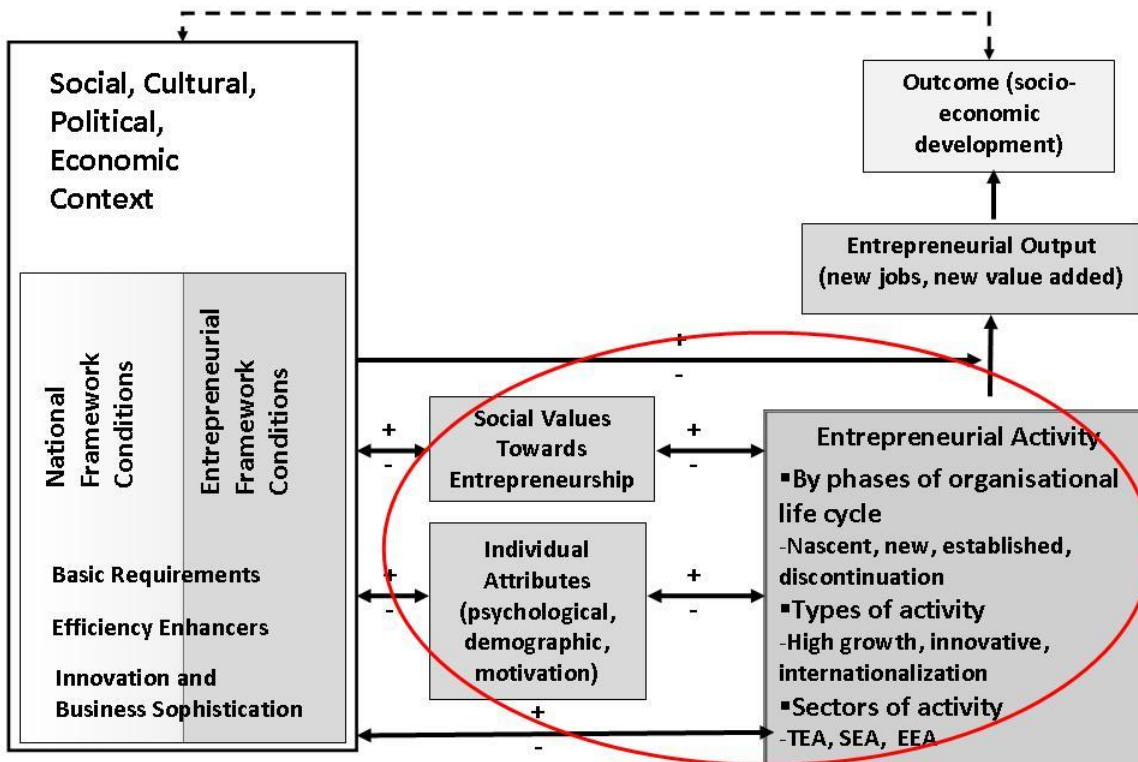 Social, Cultural,
Political,
Economic
Context
National
Framework
Conditions
Entrepreneurial
Framework
Conditions
Basic Requirements
Efficiency Enhancers
Innovation and
Business Sophistication
Outcome (socio-
economic
development)
Entrepreneurial Output
(new jobs, new value added)
+
-
+
-
Social Values
Towards
Entrepreneurship
+
-
+
-
Individual
Attributes
(psychological,
demographic,
motivation)
+
-
+
-
Entrepreneurial Activity
▪By phases of organisational
life cycle
-Nascent, new, established,
discontinuation
▪Types of activity
-High growth, innovative,
internationalization
▪Sectors of activity
-TEA, SEA, EEA